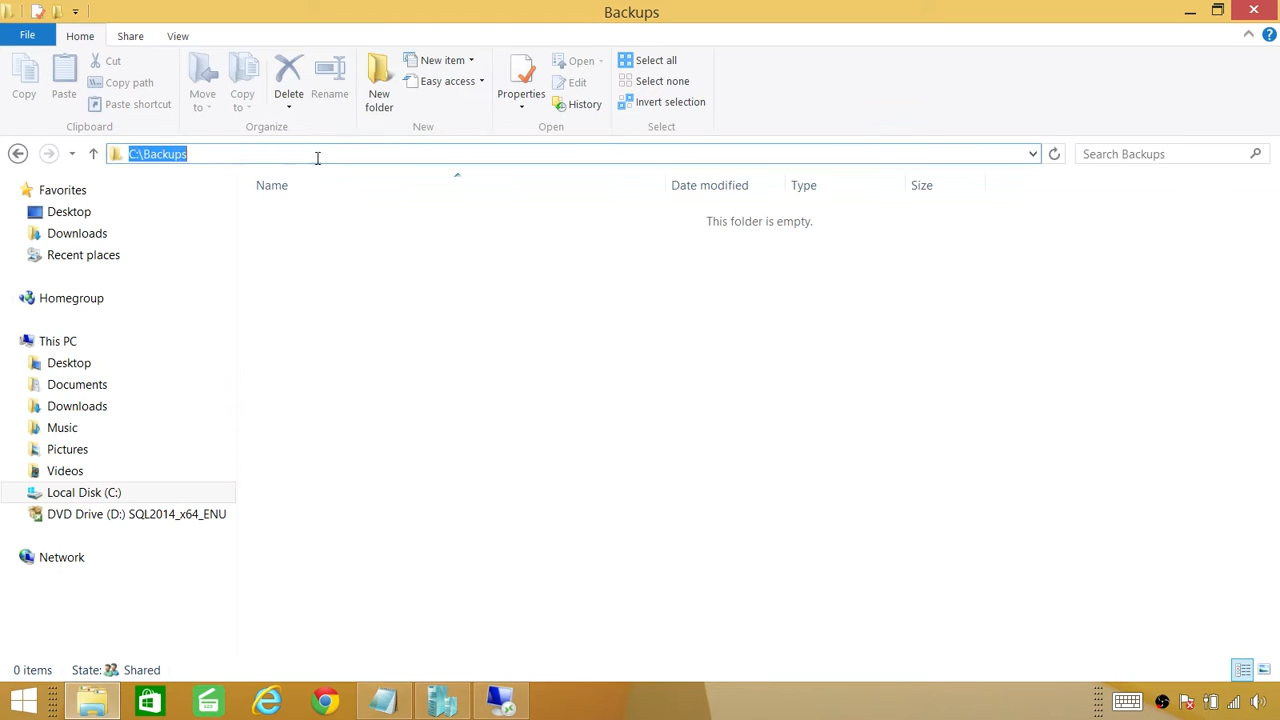 Backups
File
Home
Share
View
Copy
Paste
Cut
Copy path
Paste shortcut
Clipboard
Move to
Copy to
Delete
Rename
Organize
New folder
New item
Easy access
New
Properties
Open
Edit
History
Open
Select all
Select none
Invert selection
Select
C:\Backups
Search Backups
Name
Date modified
Type
Size
This folder is empty.
Favorites
Desktop
Downloads
Recent places
Homegroup
This PC
Desktop
Documents
Downloads
Music
Pictures
Videos
Local Disk (C:)
DVD Drive (D:) SQL2014_x64_ENU
Network
0 items
State:
Shared